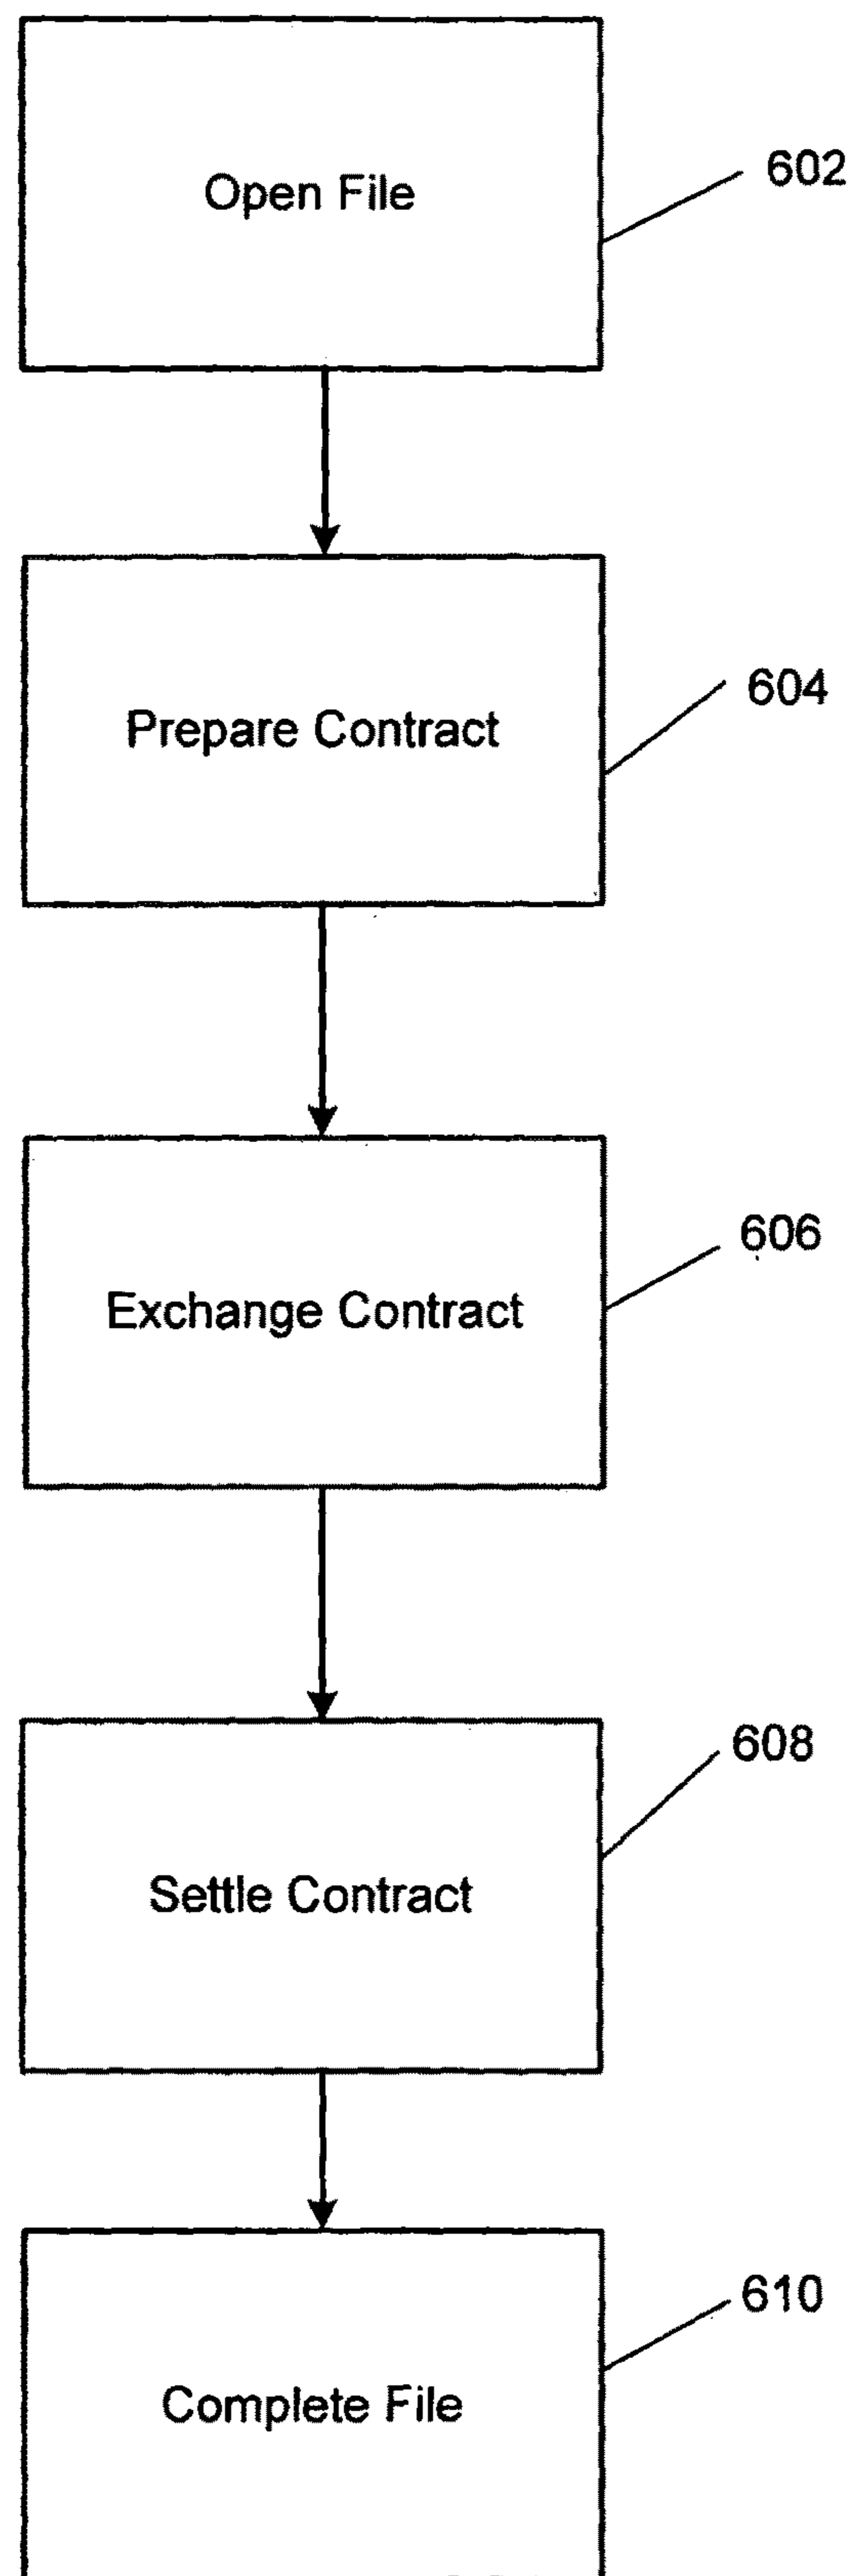 Open File
602
Prepare Contract
604
Exchange Contract
606
Settle Contract
608
Complete File
610